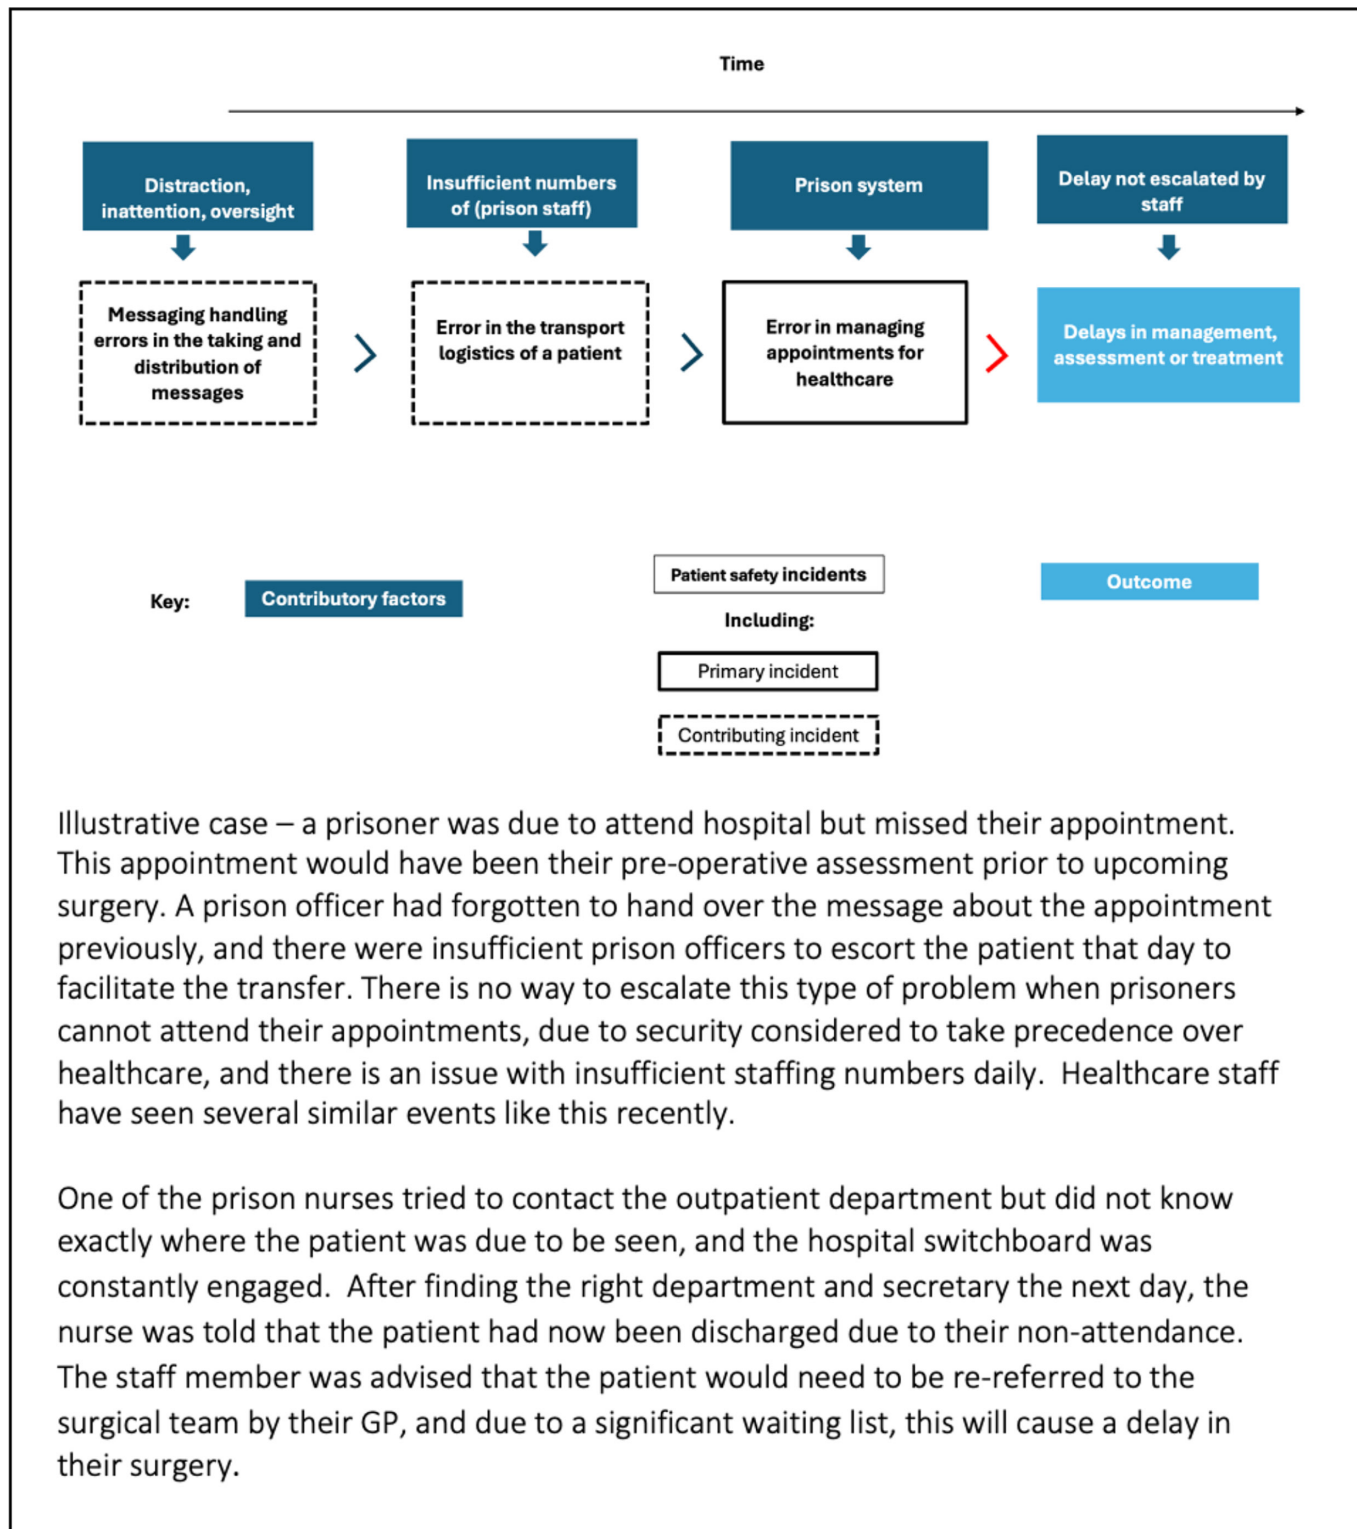 Time
Distraction,
inattention, oversight
Insufficient numbers
of (prison staff)
Prison system
Delay not escalated by
staff
Messaging handling
errors in the taking and
distribution of
messages
Error in the transport
logistics of a patient
Error in managing
appointments for
healthcare
Delays in management,
assessment or treatment
Key:
Contributory factors
Patient safety incidents
Including:
Primary incident
Contributing incident
Outcome
Illustrative case – a prisoner was due to attend hospital but missed their appointment.
This appointment would have been their pre-operative assessment prior to upcoming
surgery. A prison officer had forgotten to hand over the message about the appointment
previously, and there were insufficient prison officers to escort the patient that day to
facilitate the transfer. There is no way to escalate this type of problem when prisoners
cannot attend their appointments, due to security considered to take precedence over
healthcare, and there is an issue with insufficient staffing numbers daily.  Healthcare staff
have seen several similar events like this recently.
One of the prison nurses tried to contact the outpatient department but did not know
exactly where the patient was due to be seen, and the hospital switchboard was
constantly engaged.  After finding the right department and secretary the next day, the
nurse was told that the patient had now been discharged due to their non-attendance.
The staff member was advised that the patient would need to be re-referred to the
surgical team by their GP, and due to a significant waiting list, this will cause a delay in
their surgery.